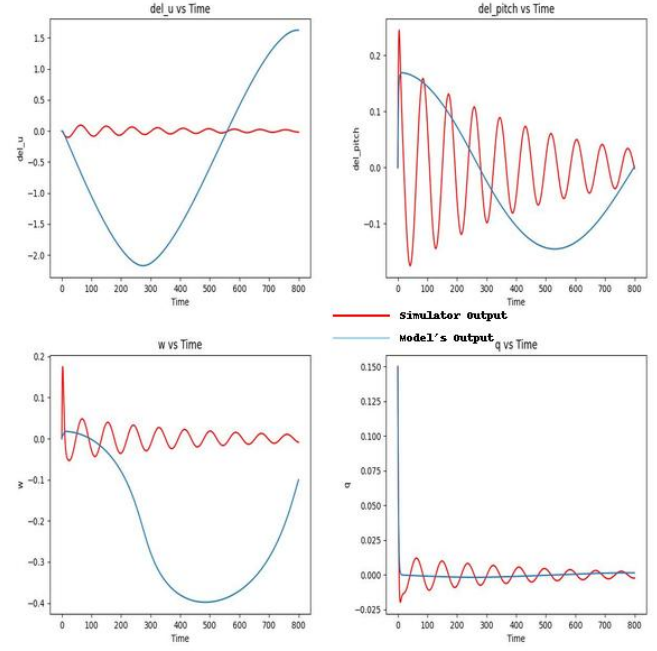 del_u vs Time
1.5
1.0
0.5
0.0
−0.5
−1.0
−1.5
−2.0
del_u
0 100 200 300 400 500 600 700 800
Time
del_pitch vs Time
0.2
0.1
0.0
−0.1
del_pitch
0 100 200 300 400 500 600 700 800
Time
Simulator Output
Model's Output
w vs Time
0.2
0.1
0.0
−0.1
−0.2
−0.3
−0.4
w
0 100 200 300 400 500 600 700 800
Time
q vs Time
0.150
0.125
0.100
0.075
0.050
0.025
0.000
−0.025
q
0 100 200 300 400 500 600 700 800
Time